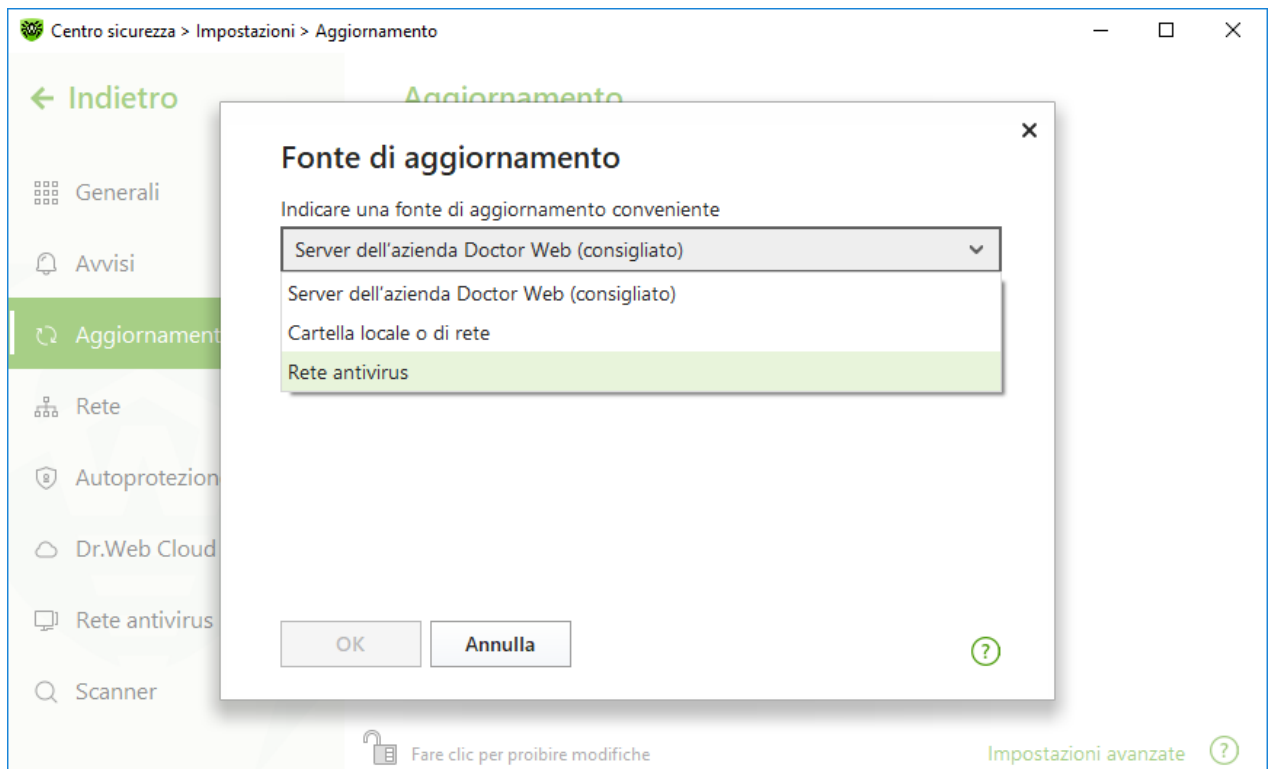 Centro sicurezza > Impostazioni > Aggiornamento
Indietro
Aggiornamento
Generali
Avvisi
Aggiornament
Rete
Autoprotezion
Dr.Web Cloud
Rete antivirus
Scanner
Fonte di aggiornamento
Indicare una fonte di aggiornamento conveniente
Server dell'azienda Doctor Web (consigliato)
Server dell'azienda Doctor Web (consigliato)
Cartella locale o di rete
Rete antivirus
OK
Annulla
?
Fare clic per proibire modifiche
Impostazioni avanzate
?